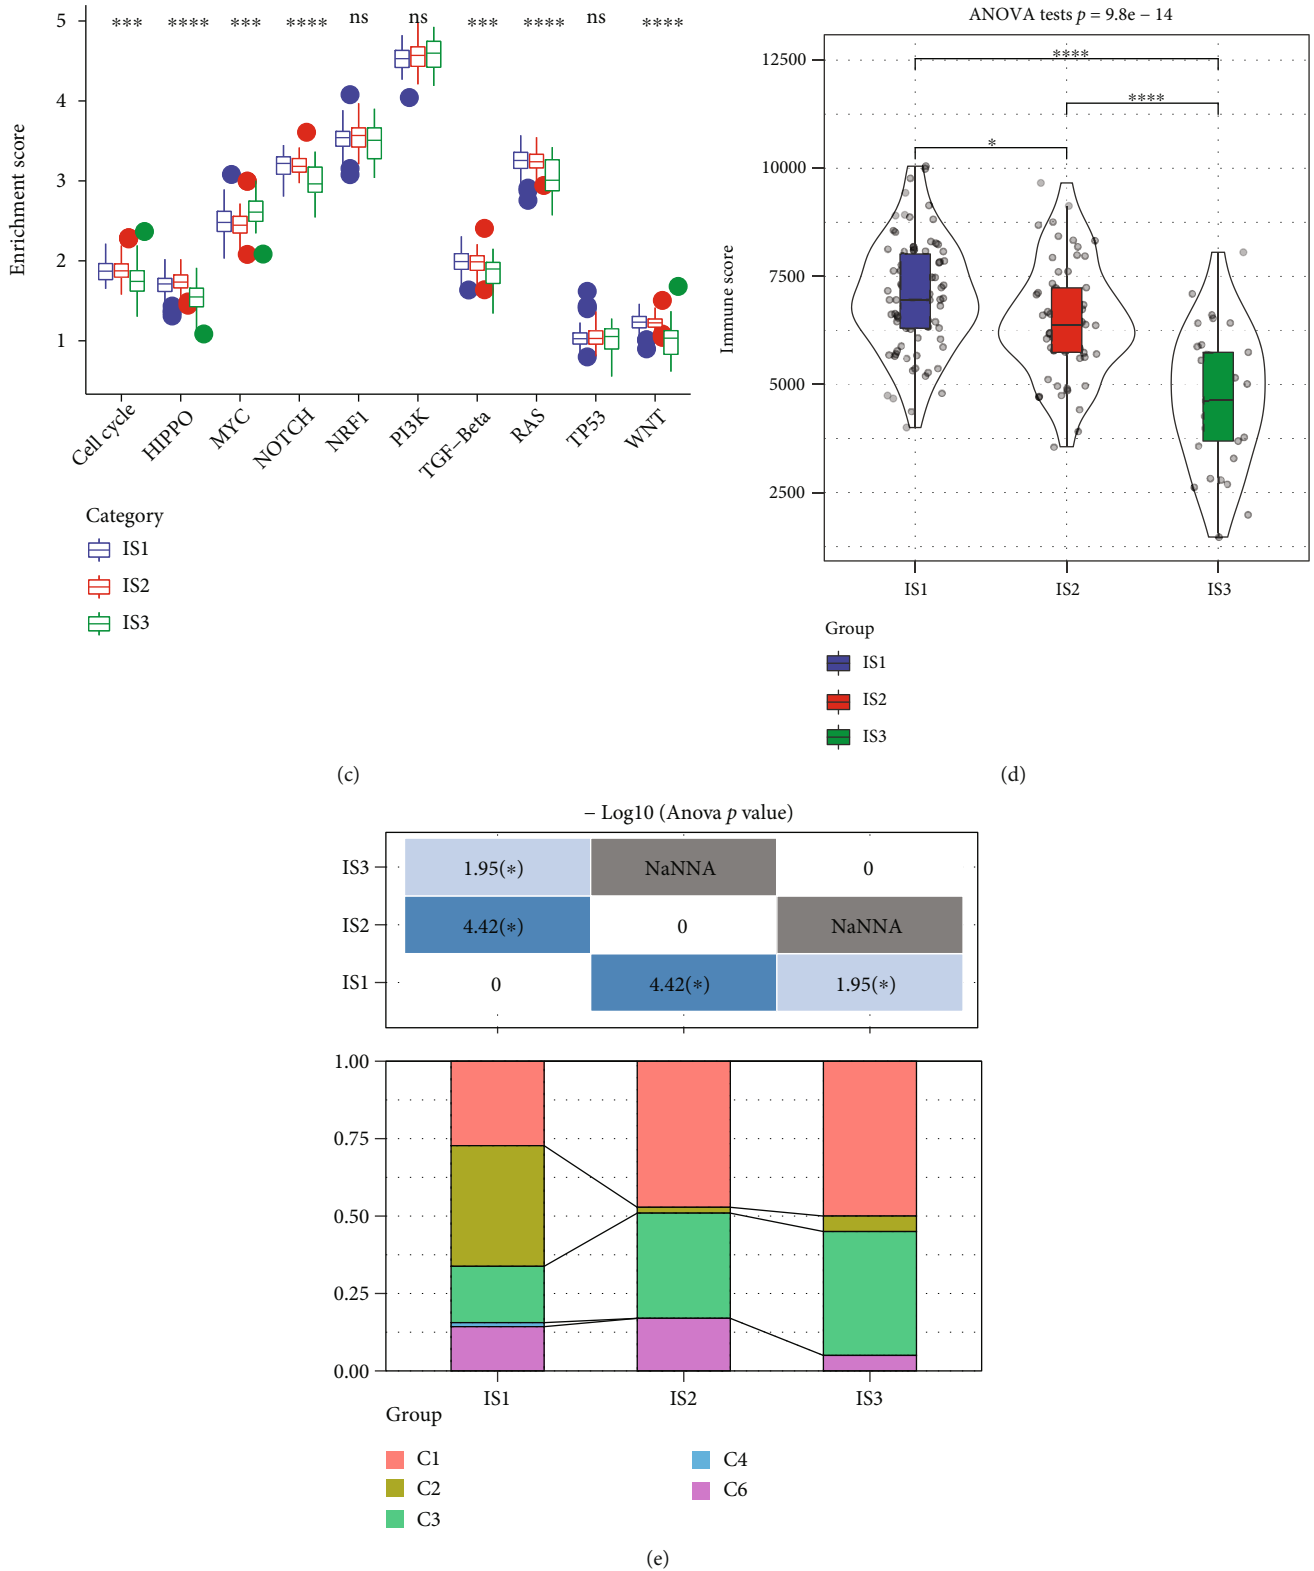 *** **** *** **** ns ns *** **** ns ****
5
4
3
2
1
Enrichment score
Cell cycle HIPPO MYC NOTCH NRF1 PI3K TGF−Beta RAS TP53 WNT
Category
IS1
IS2
IS3
(c)
ANOVA tests p = 9.8e − 14
****
****
*
12500
10000
7500
5000
2500
Immune score
IS1 IS2 IS3
Group
IS1
IS2
IS3
(d)
− Log10 (Anova p value)
IS3 1.95(*) NaNNA 0
IS2 4.42(*) 0 NaNNA
IS1 0 4.42(*) 1.95(*)
1.00
0.75
0.50
0.25
0.00
IS1 IS2 IS3
Group
C1 C4
C2 C6
C3
(e)